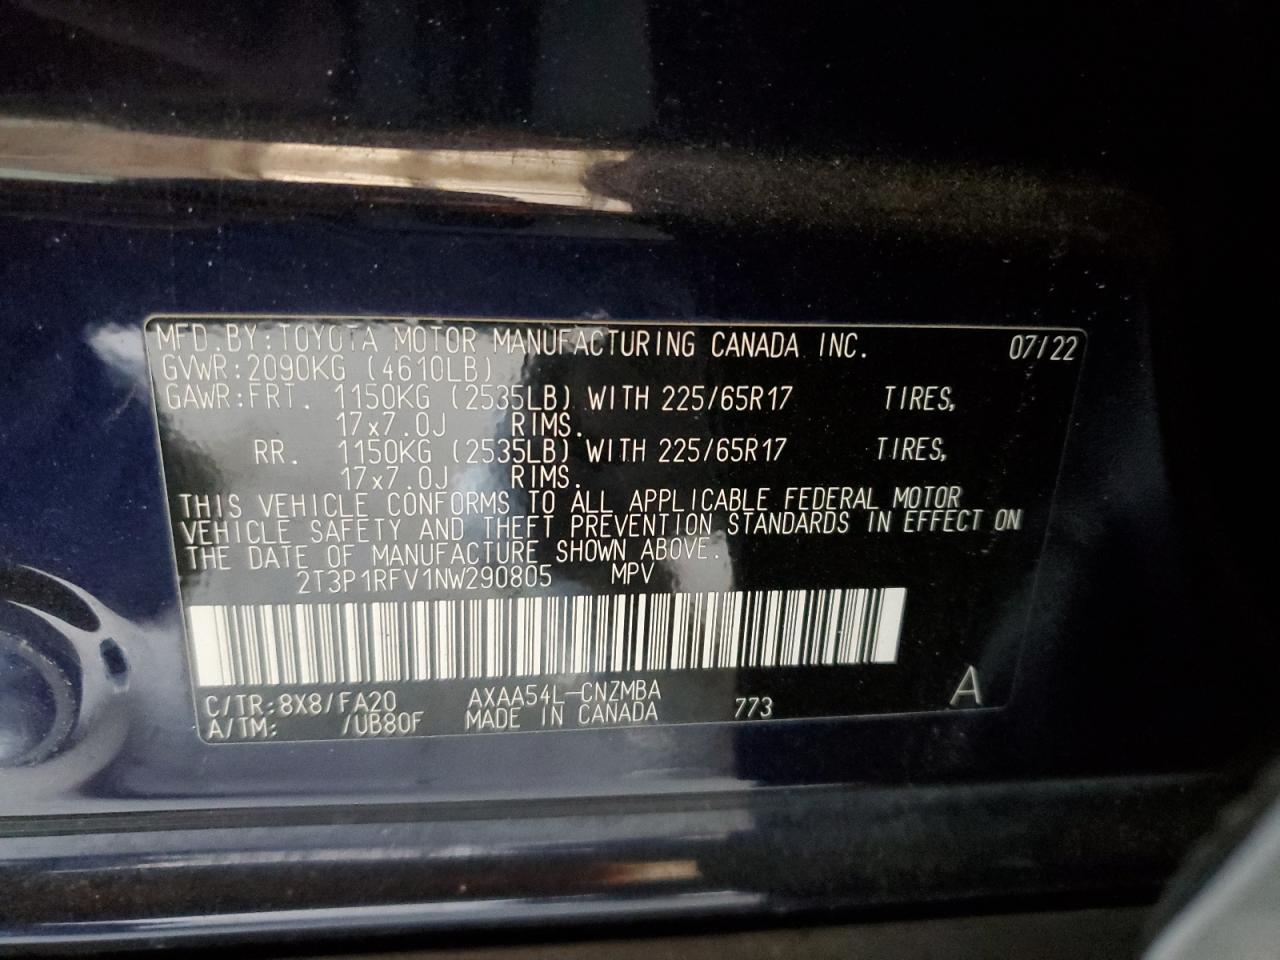 MFD.BY:TOYOTA MOTOR MANUFACTURING CANADA INC. 07/22
GVWR:2090KG (4610LB)
GAWR:FRT. 1150KG (2535LB) WITH 225/65R17 TIRES,
17x7.0J RIMS.
RR. 1150KG (2535LB) WITH 225/65R17 TIRES,
17x7.0J RIMS.
THIS VEHICLE CONFORMS TO ALL APPLICABLE FEDERAL MOTOR
VEHICLE SAFETY AND THEFT PREVENTION STANDARDS IN EFFECT ON
THE DATE OF MANUFACTURE SHOWN ABOVE.
2T3P1RFV1NW290805 MPV
C/TR:8X8/FA20 AXAA54L-CNZMBA A
A/TM: /UB80F MADE IN CANADA 773